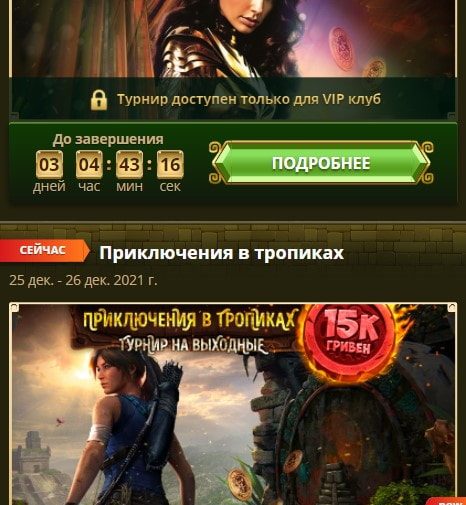 Турнир доступен только для VIP клуб
До завершения
03 : 04 : 43 : 16
дней час мин сек
ПОДРОБНЕЕ
СЕЙЧАС
Приключения в тропиках
25 дек. - 26 дек. 2021 г.
ПРИКЛЮЧЕНИЯ В ТРОПИКАХ
ТУРНИР НА ВЫХОДНЫЕ
15К
ГРИВЕН